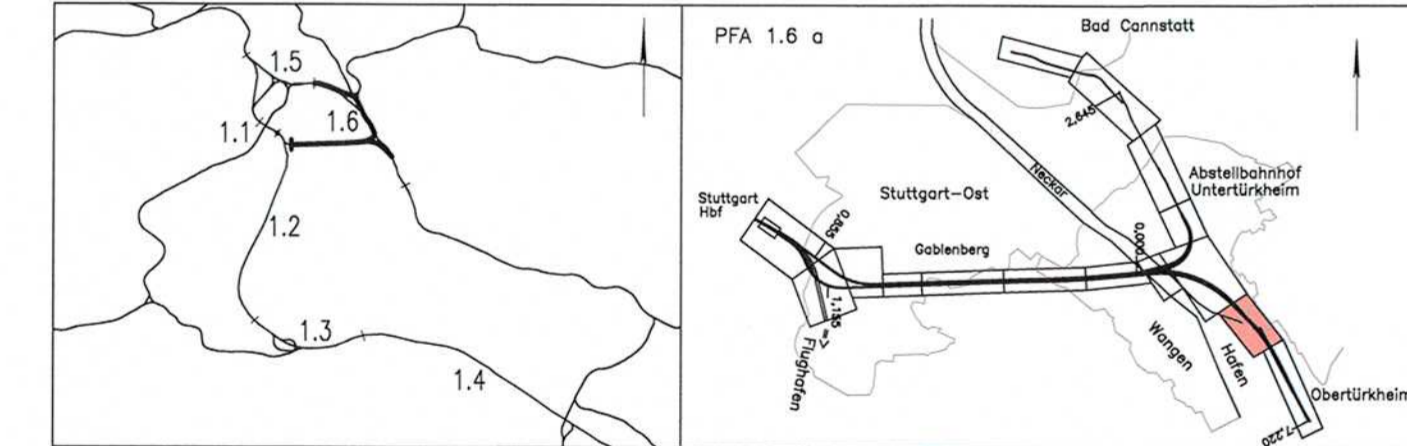 1.5
1.1
1.6
1.2
1.3
1.4
PFA 1.6 a
Bad Cannstatt
2,645
Neckar
Abstellbahnhof
Untertürkheim
Stuttgart
Hbf
Stuttgart-Ost
0,855
Gablenberg
0,000
1,155
=>
Flughafen
Wangen
Hafen
Obertürkheim
-7,220